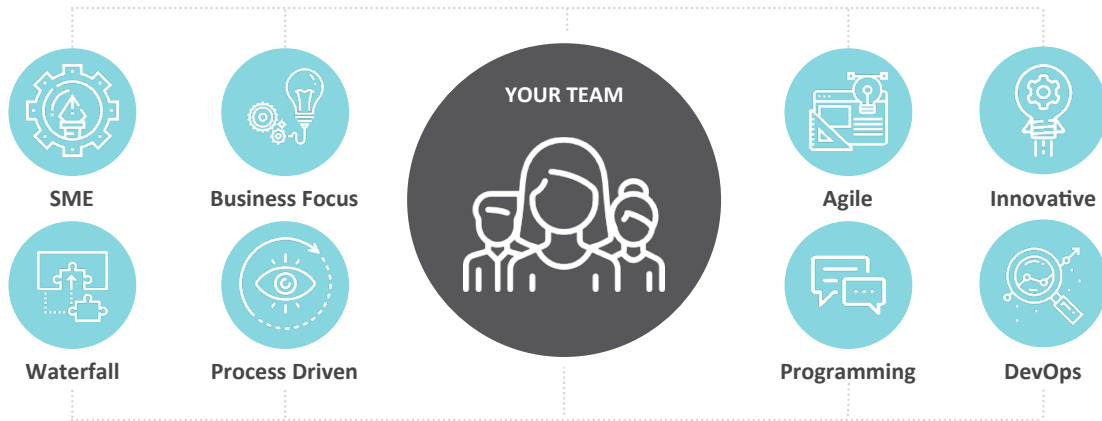 YOUR TEAM
SME
Business Focus
Agile
Innovative
Waterfall
Process Driven
Programming
DevOps